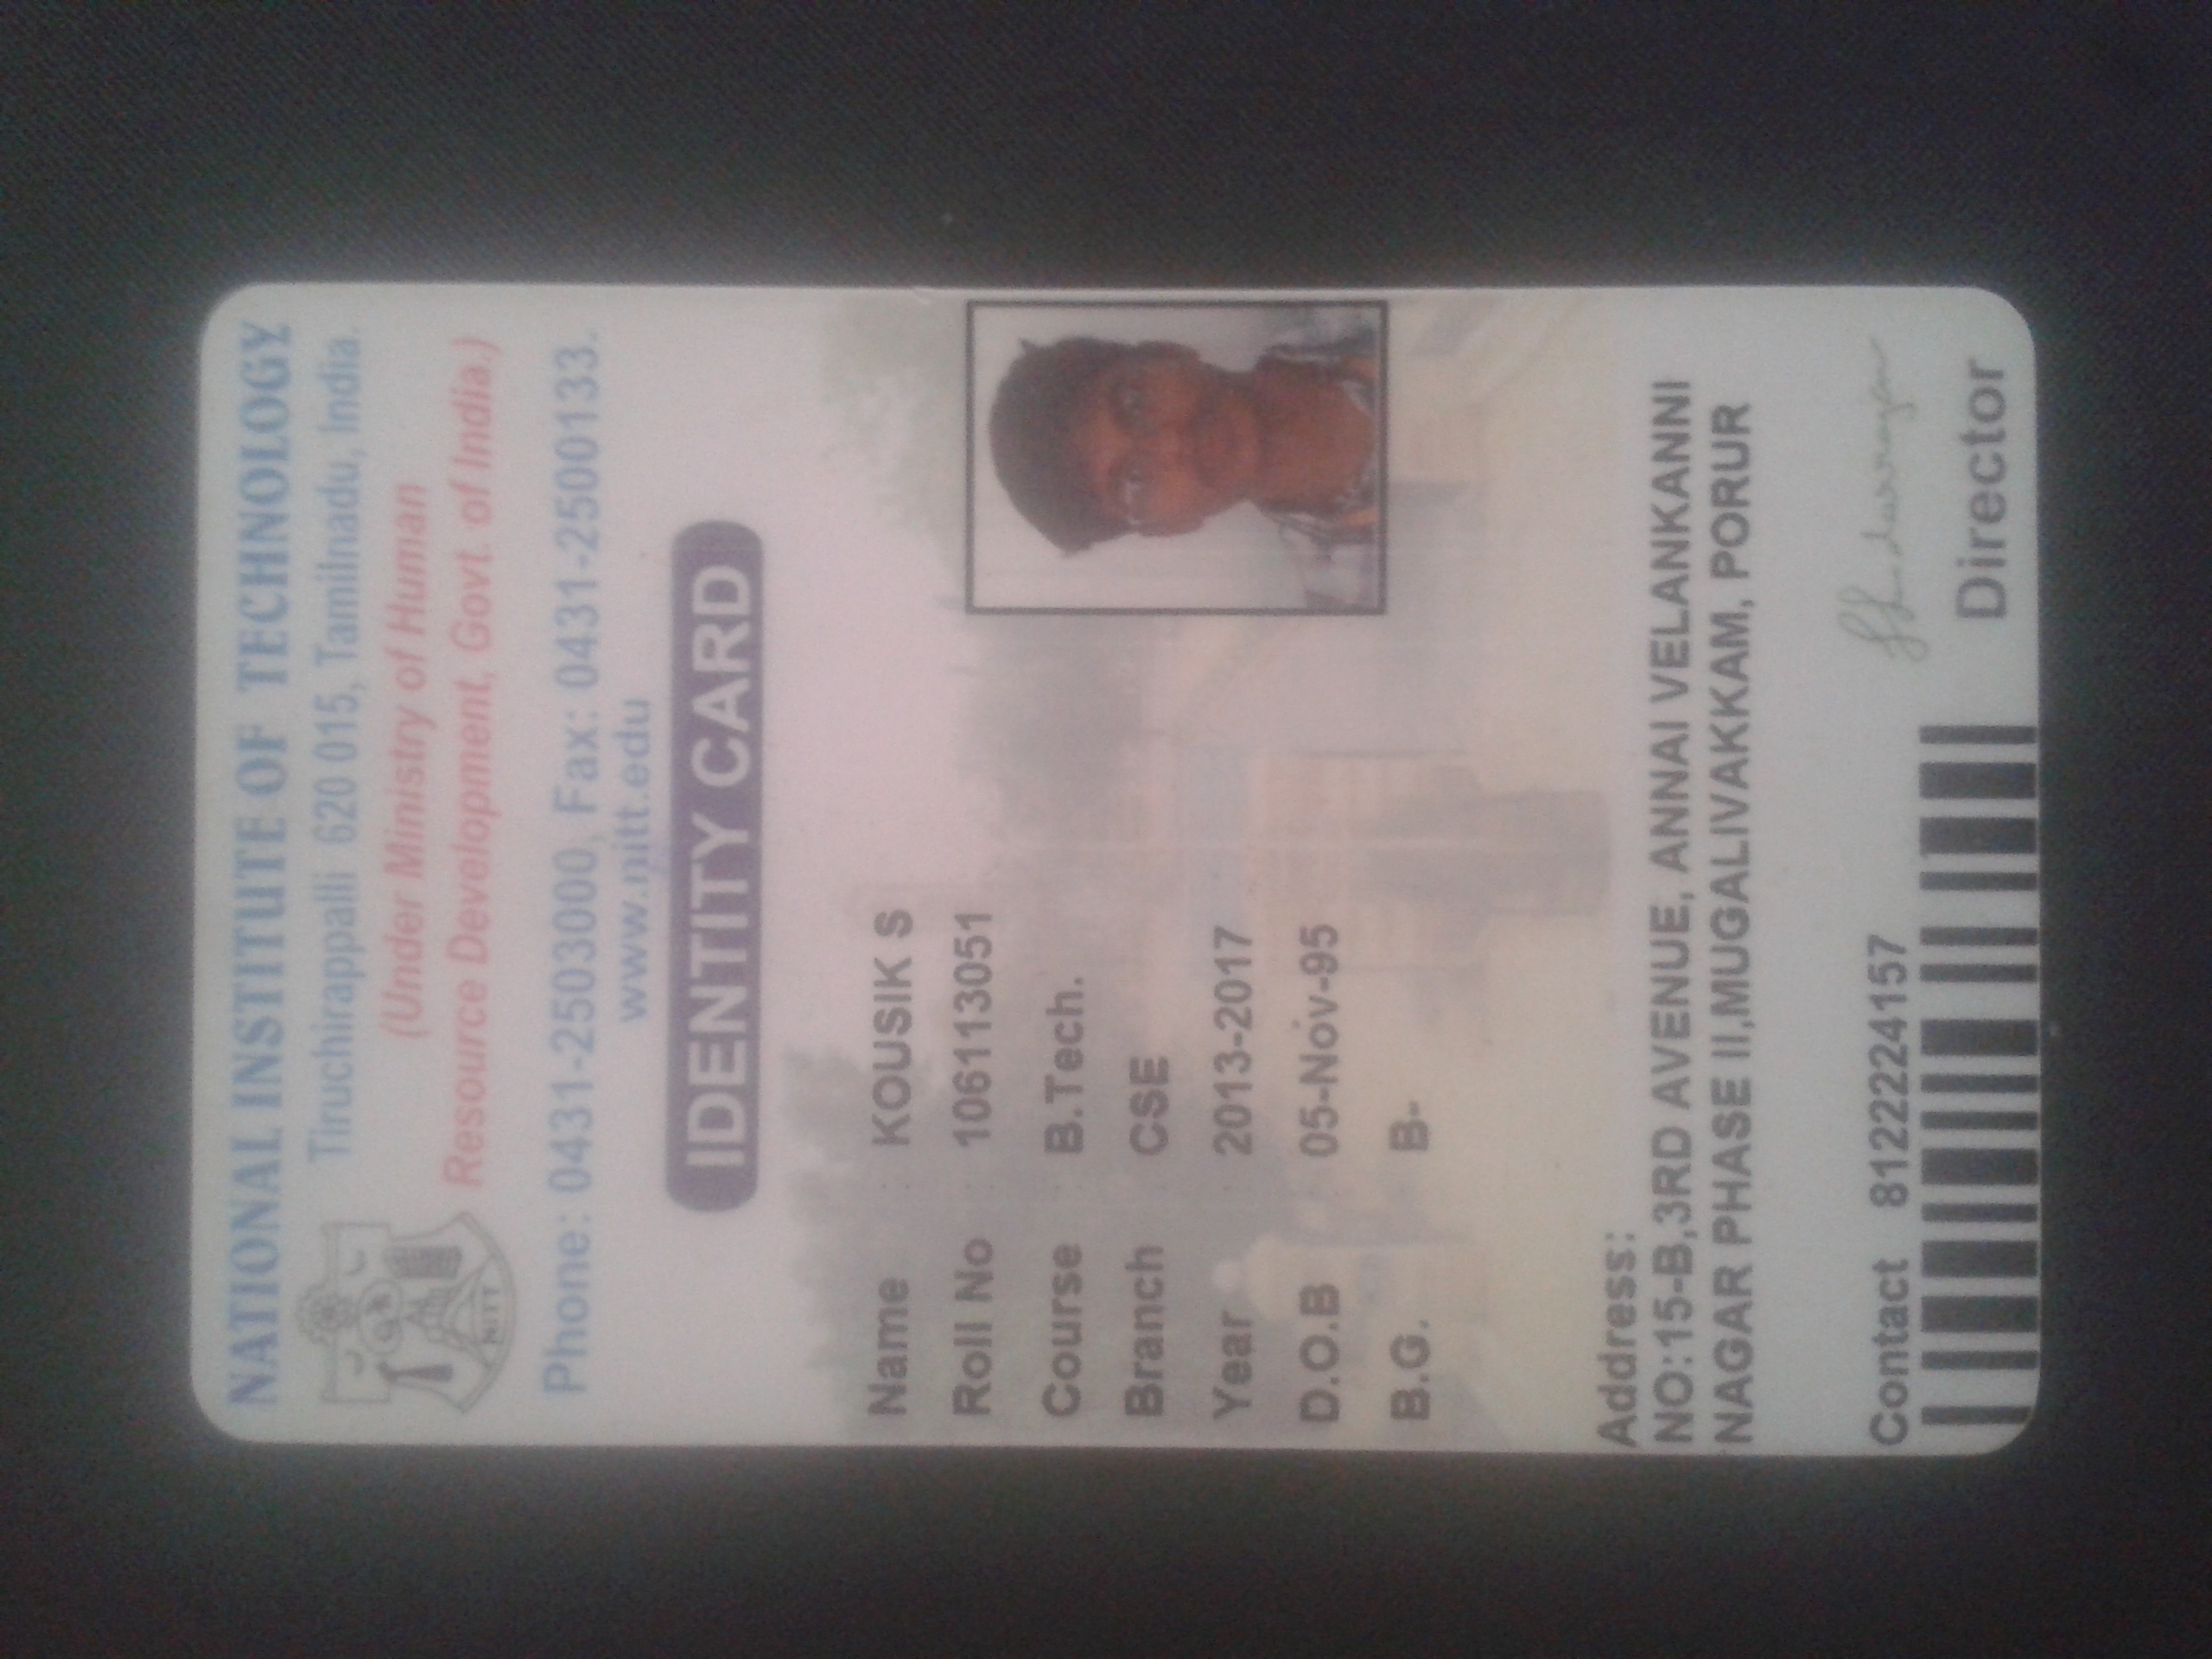 NATIONAL INSTITUTE OF TECHNOLOGY
Tiruchirappalli 620 015, Tamilnadu, India.
(Under Ministry of Human
Resource Development, Govt. of India.)
NITT
Phone: 0431-2503000, Fax: 0431-2500133.
www.nitt.edu
IDENTITY CARD
Name : KOUSIK S
Roll No : 106113051
Course : B.Tech.
Branch : CSE
Year 2013-2017
D.O.B 05-Nov-95
B.G. B-
Address:
NO:15-B,3RD AVENUE, ANNAI VELANKANNI
NAGAR PHASE II,MUGALIVAKKAM, PORUR
Contact 8122224157
Director